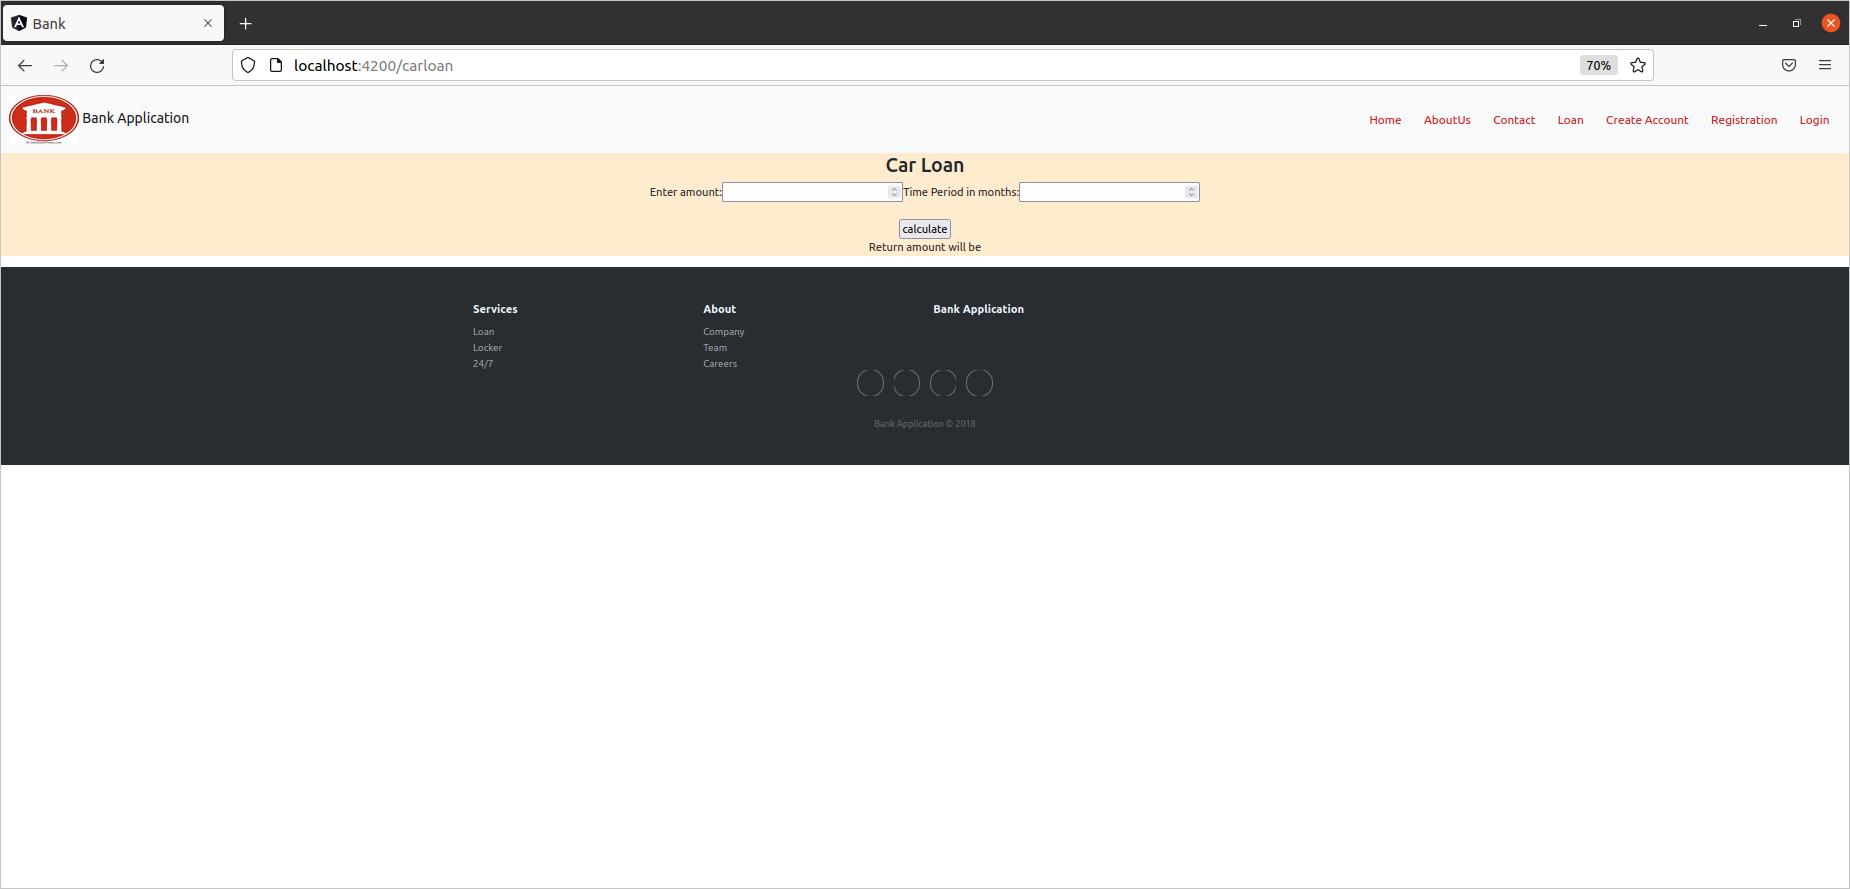 Bank
localhost:4200/carloan
70%
BANK
Bank Application
Home AboutUs Contact Loan Create Account Registration Login
Car Loan
Enter amount: Time Period in months:
calculate
Return amount will be
Services About Bank Application
Loan Company
Locker Team
24/7 Careers
Bank Application © 2018